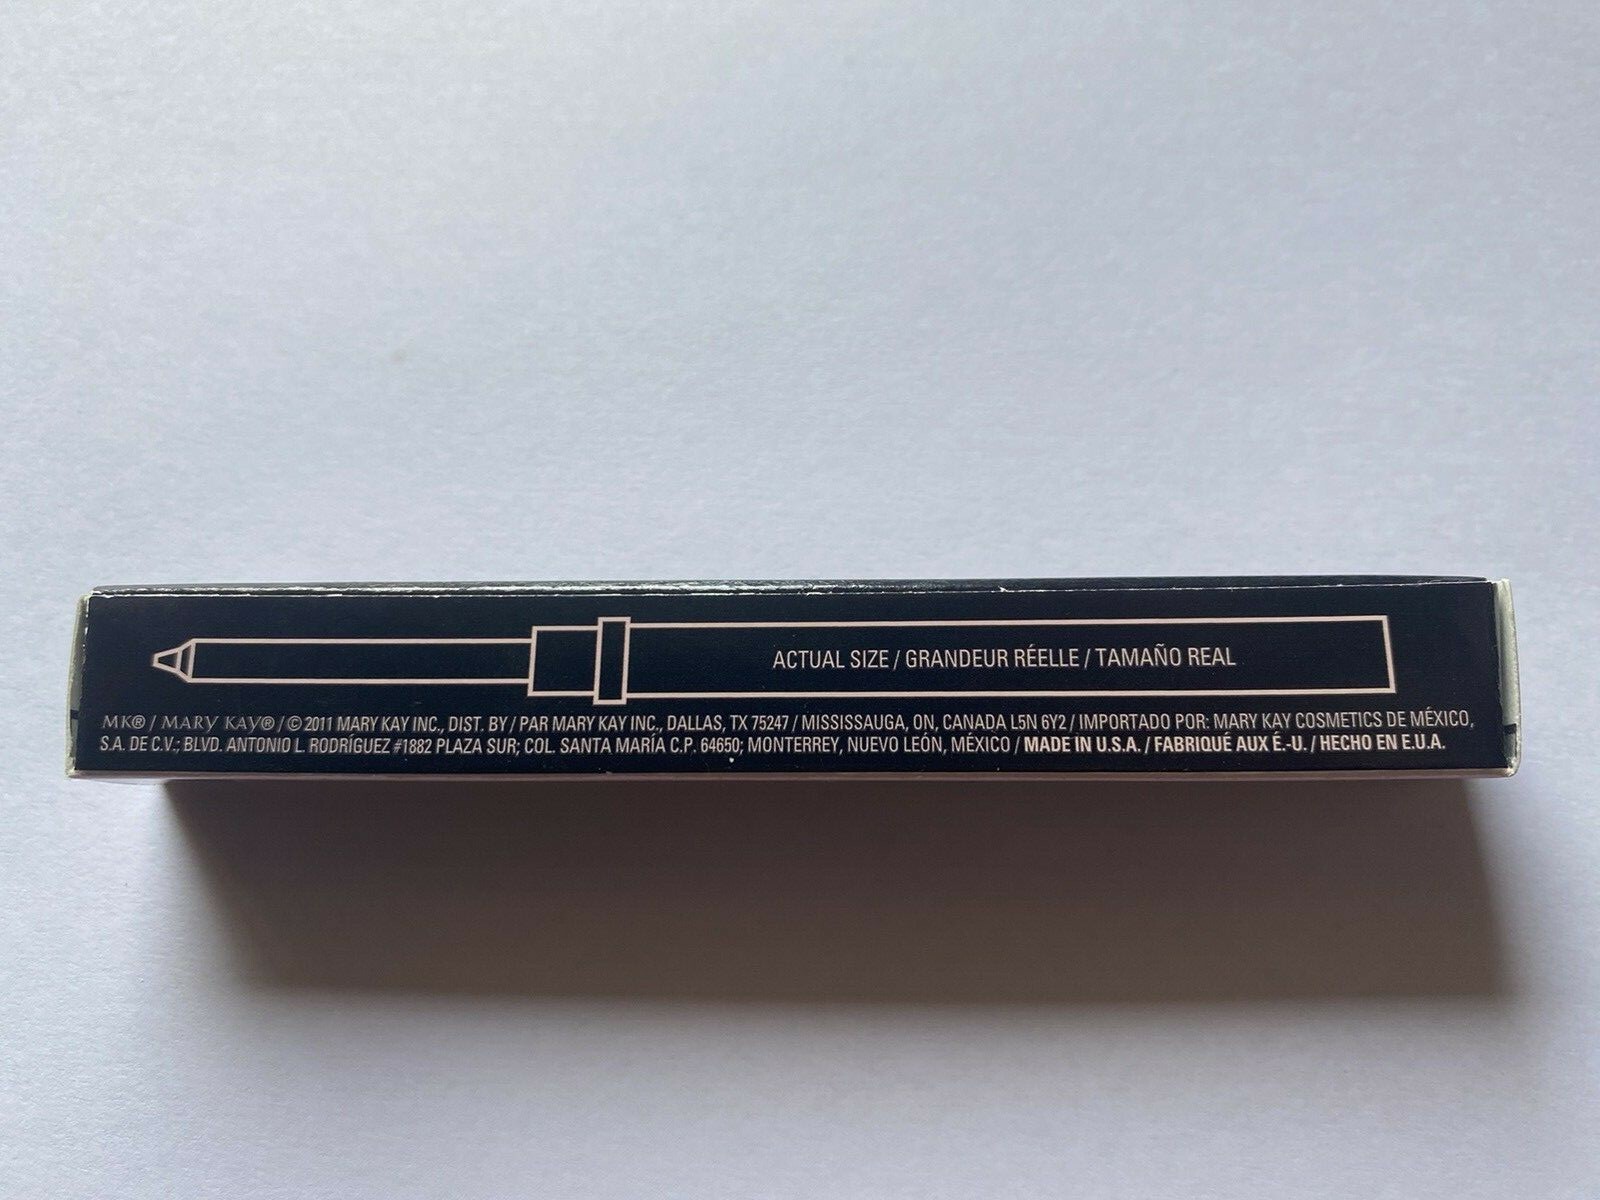 ACTUAL SIZE / GRANDEUR RÉELLE / TAMAÑO REAL
MK® / MARY KAY® / © 2011 MARY KAY INC., DIST. BY / PAR MARY KAY INC., DALLAS, TX 75247 / MISSISSAUGA, ON, CANADA L5N 6Y2 / IMPORTADO POR: MARY KAY COSMETICS DE MÉXICO,
S.A. DE C.V.; BLVD. ANTONIO L. RODRÍGUEZ #1882 PLAZA SUR; COL. SANTA MARÍA C.P. 64650; MONTERREY, NUEVO LEÓN, MÉXICO / MADE IN U.S.A. / FABRIQUÉ AUX É.-U. / HECHO EN E.U.A.